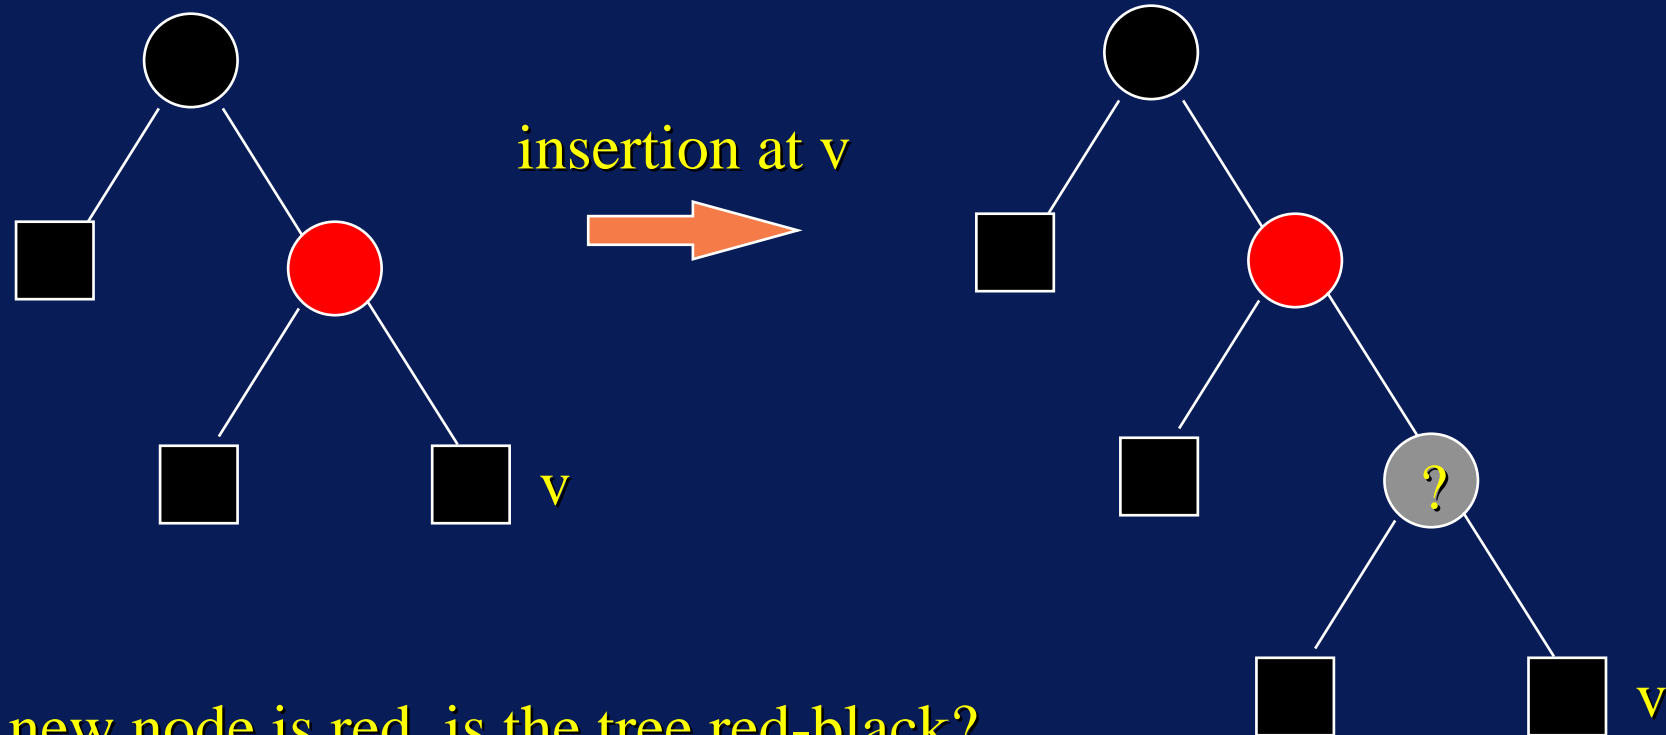 insertion at v
v
?
v
new node is red, is the tree red-black?